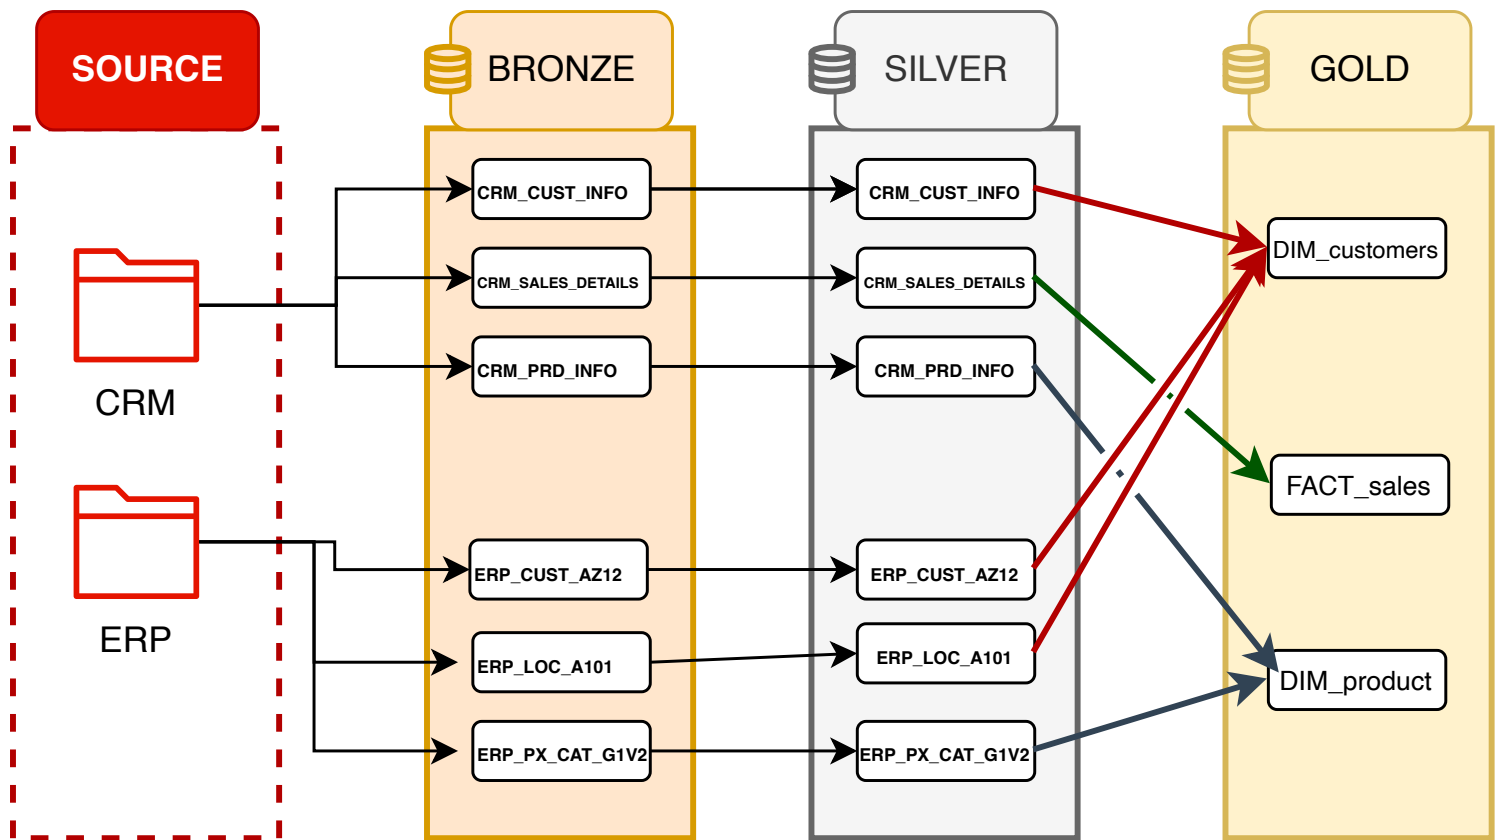 SOURCE
BRONZE
SILVER
GOLD
CRM_CUST_INFO
CRM_CUST_INFO
DIM_customers
CRM_SALES_DETAILS
CRM_SALES_DETAILS
CRM_PRD_INFO
CRM_PRD_INFO
CRM
FACT_sales
ERP_CUST_AZ12
ERP_CUST_AZ12
ERP
ERP_LOC_A101
ERP_LOC_A101
DIM_product
ERP_PX_CAT_G1V2
ERP_PX_CAT_G1V2